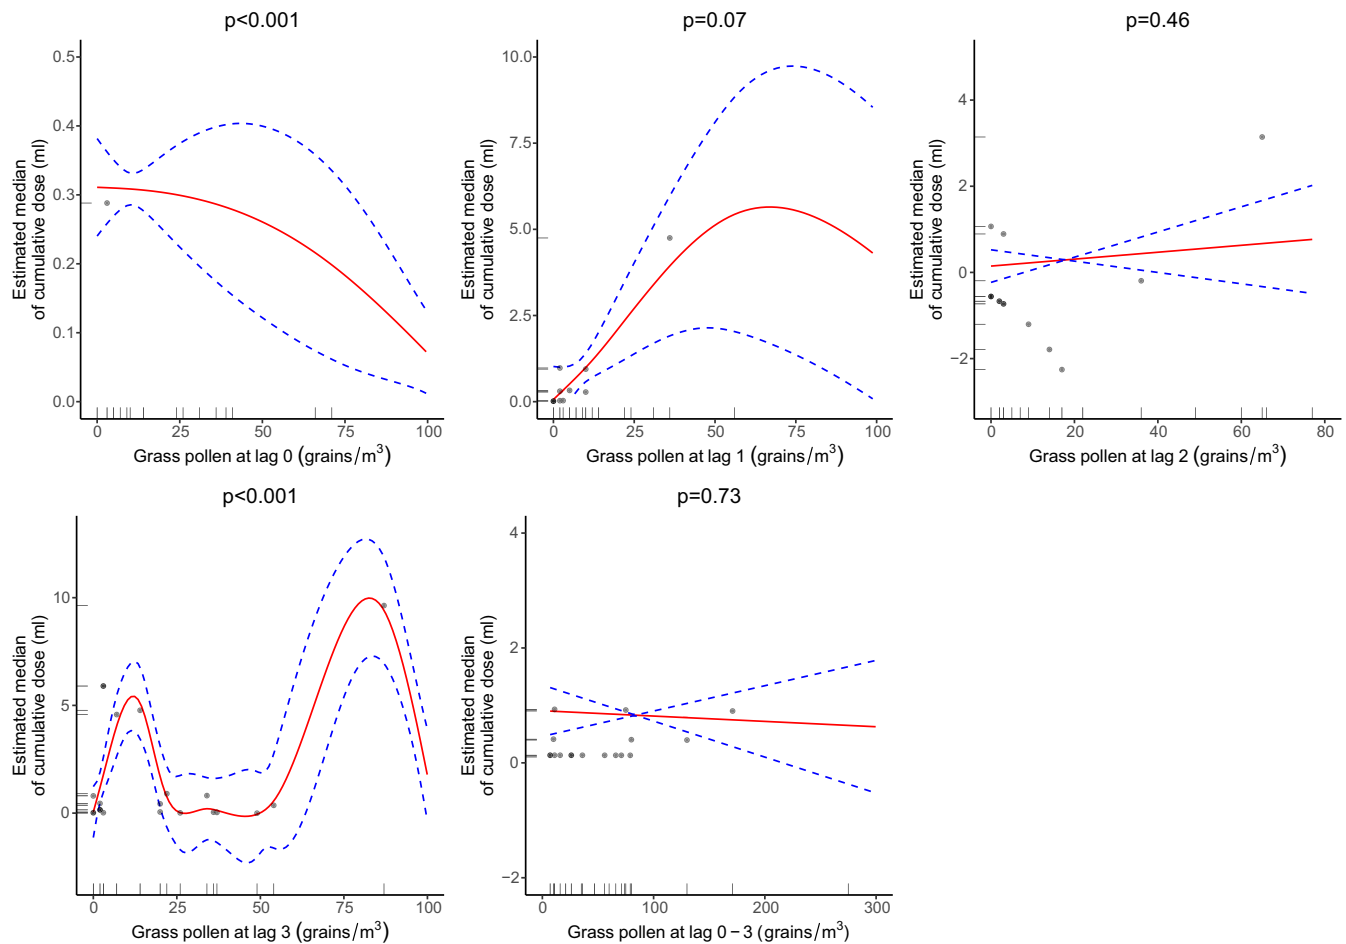 p<0.001
p=0.07
p=0.46
Estimated median
of cumulative dose (ml)
0.5
0.4
0.3
0.2
0.1
0.0
0
25
50
75
100
Grass pollen at lag 0 (grains/m³)
Estimated median
of cumulative dose (ml)
10.0
7.5
5.0
2.5
0.0
0
25
50
75
100
Grass pollen at lag 1 (grains/m³)
Estimated median
of cumulative dose (ml)
4
2
0
−2
0
20
40
60
80
Grass pollen at lag 2 (grains/m³)
p<0.001
p=0.73
Estimated median
of cumulative dose (ml)
10
5
0
0
25
50
75
100
Grass pollen at lag 3 (grains/m³)
Estimated median
of cumulative dose (ml)
4
2
0
−2
0
100
200
300
Grass pollen at lag 0−3 (grains/m³)